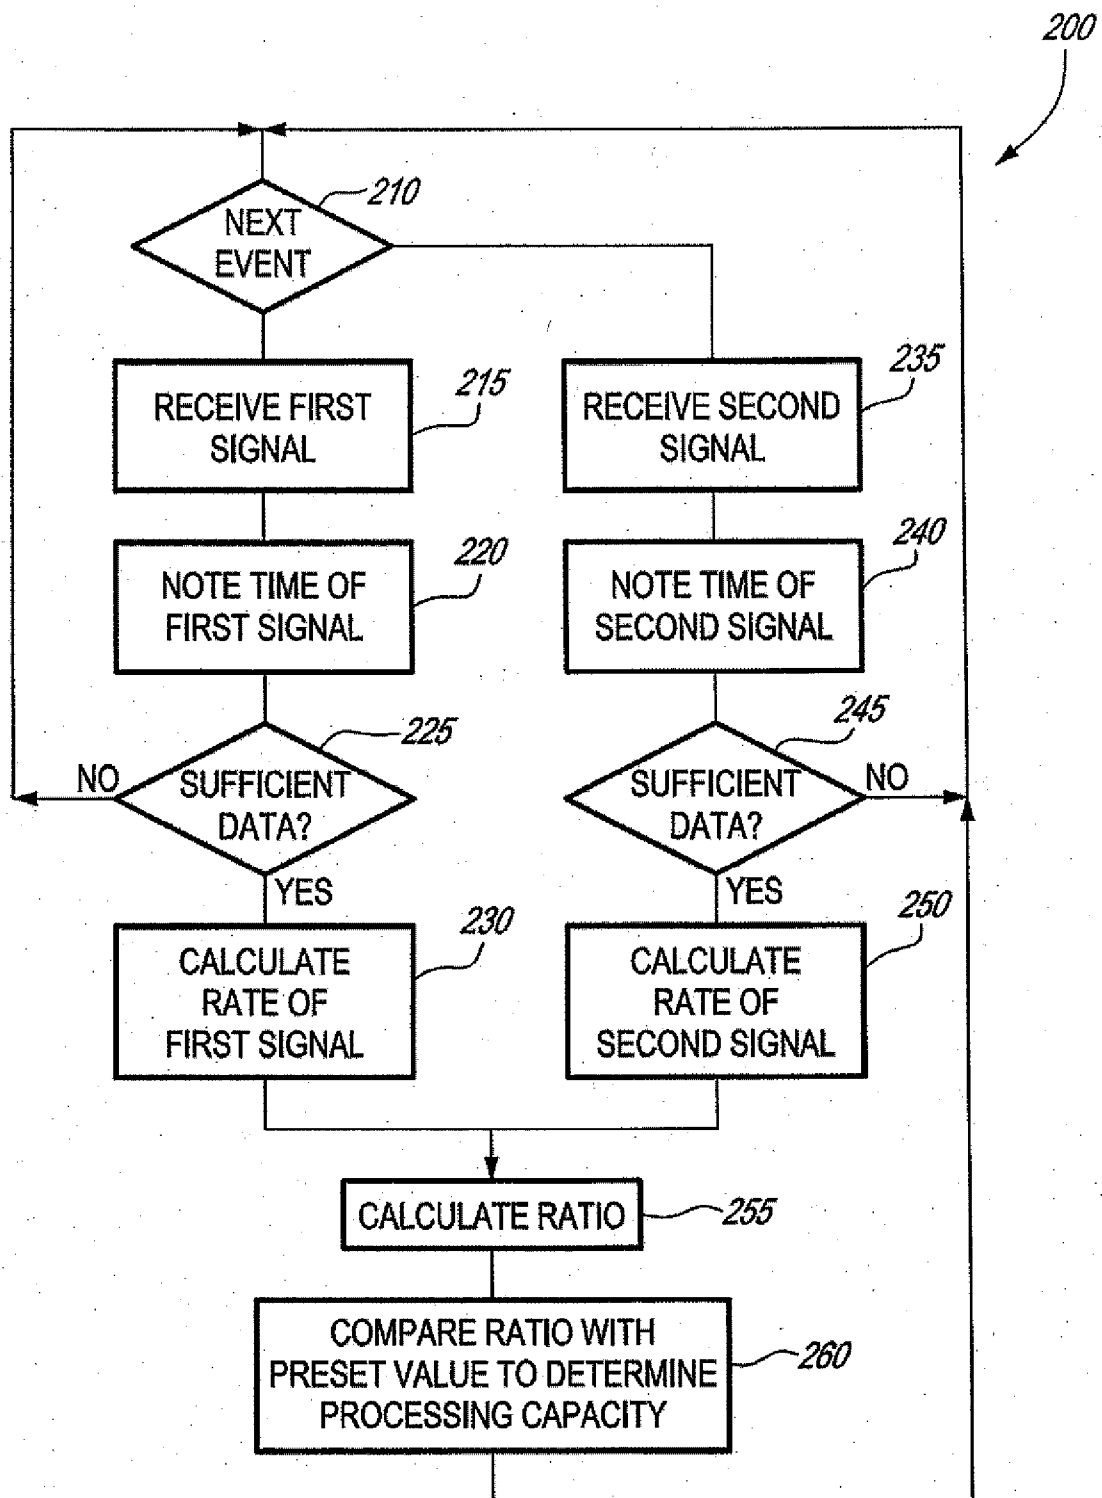 200
210
NEXT
EVENT
215
RECEIVE FIRST
SIGNAL
235
RECEIVE SECOND
SIGNAL
220
NOTE TIME OF
FIRST SIGNAL
240
NOTE TIME OF
SECOND SIGNAL
225
NO
SUFFICIENT
DATA?
YES
245
NO
SUFFICIENT
DATA?
YES
230
CALCULATE
RATE OF
FIRST SIGNAL
250
CALCULATE
RATE OF
SECOND SIGNAL
CALCULATE RATIO
255
COMPARE RATIO WITH
PRESET VALUE TO DETERMINE
PROCESSING CAPACITY
260